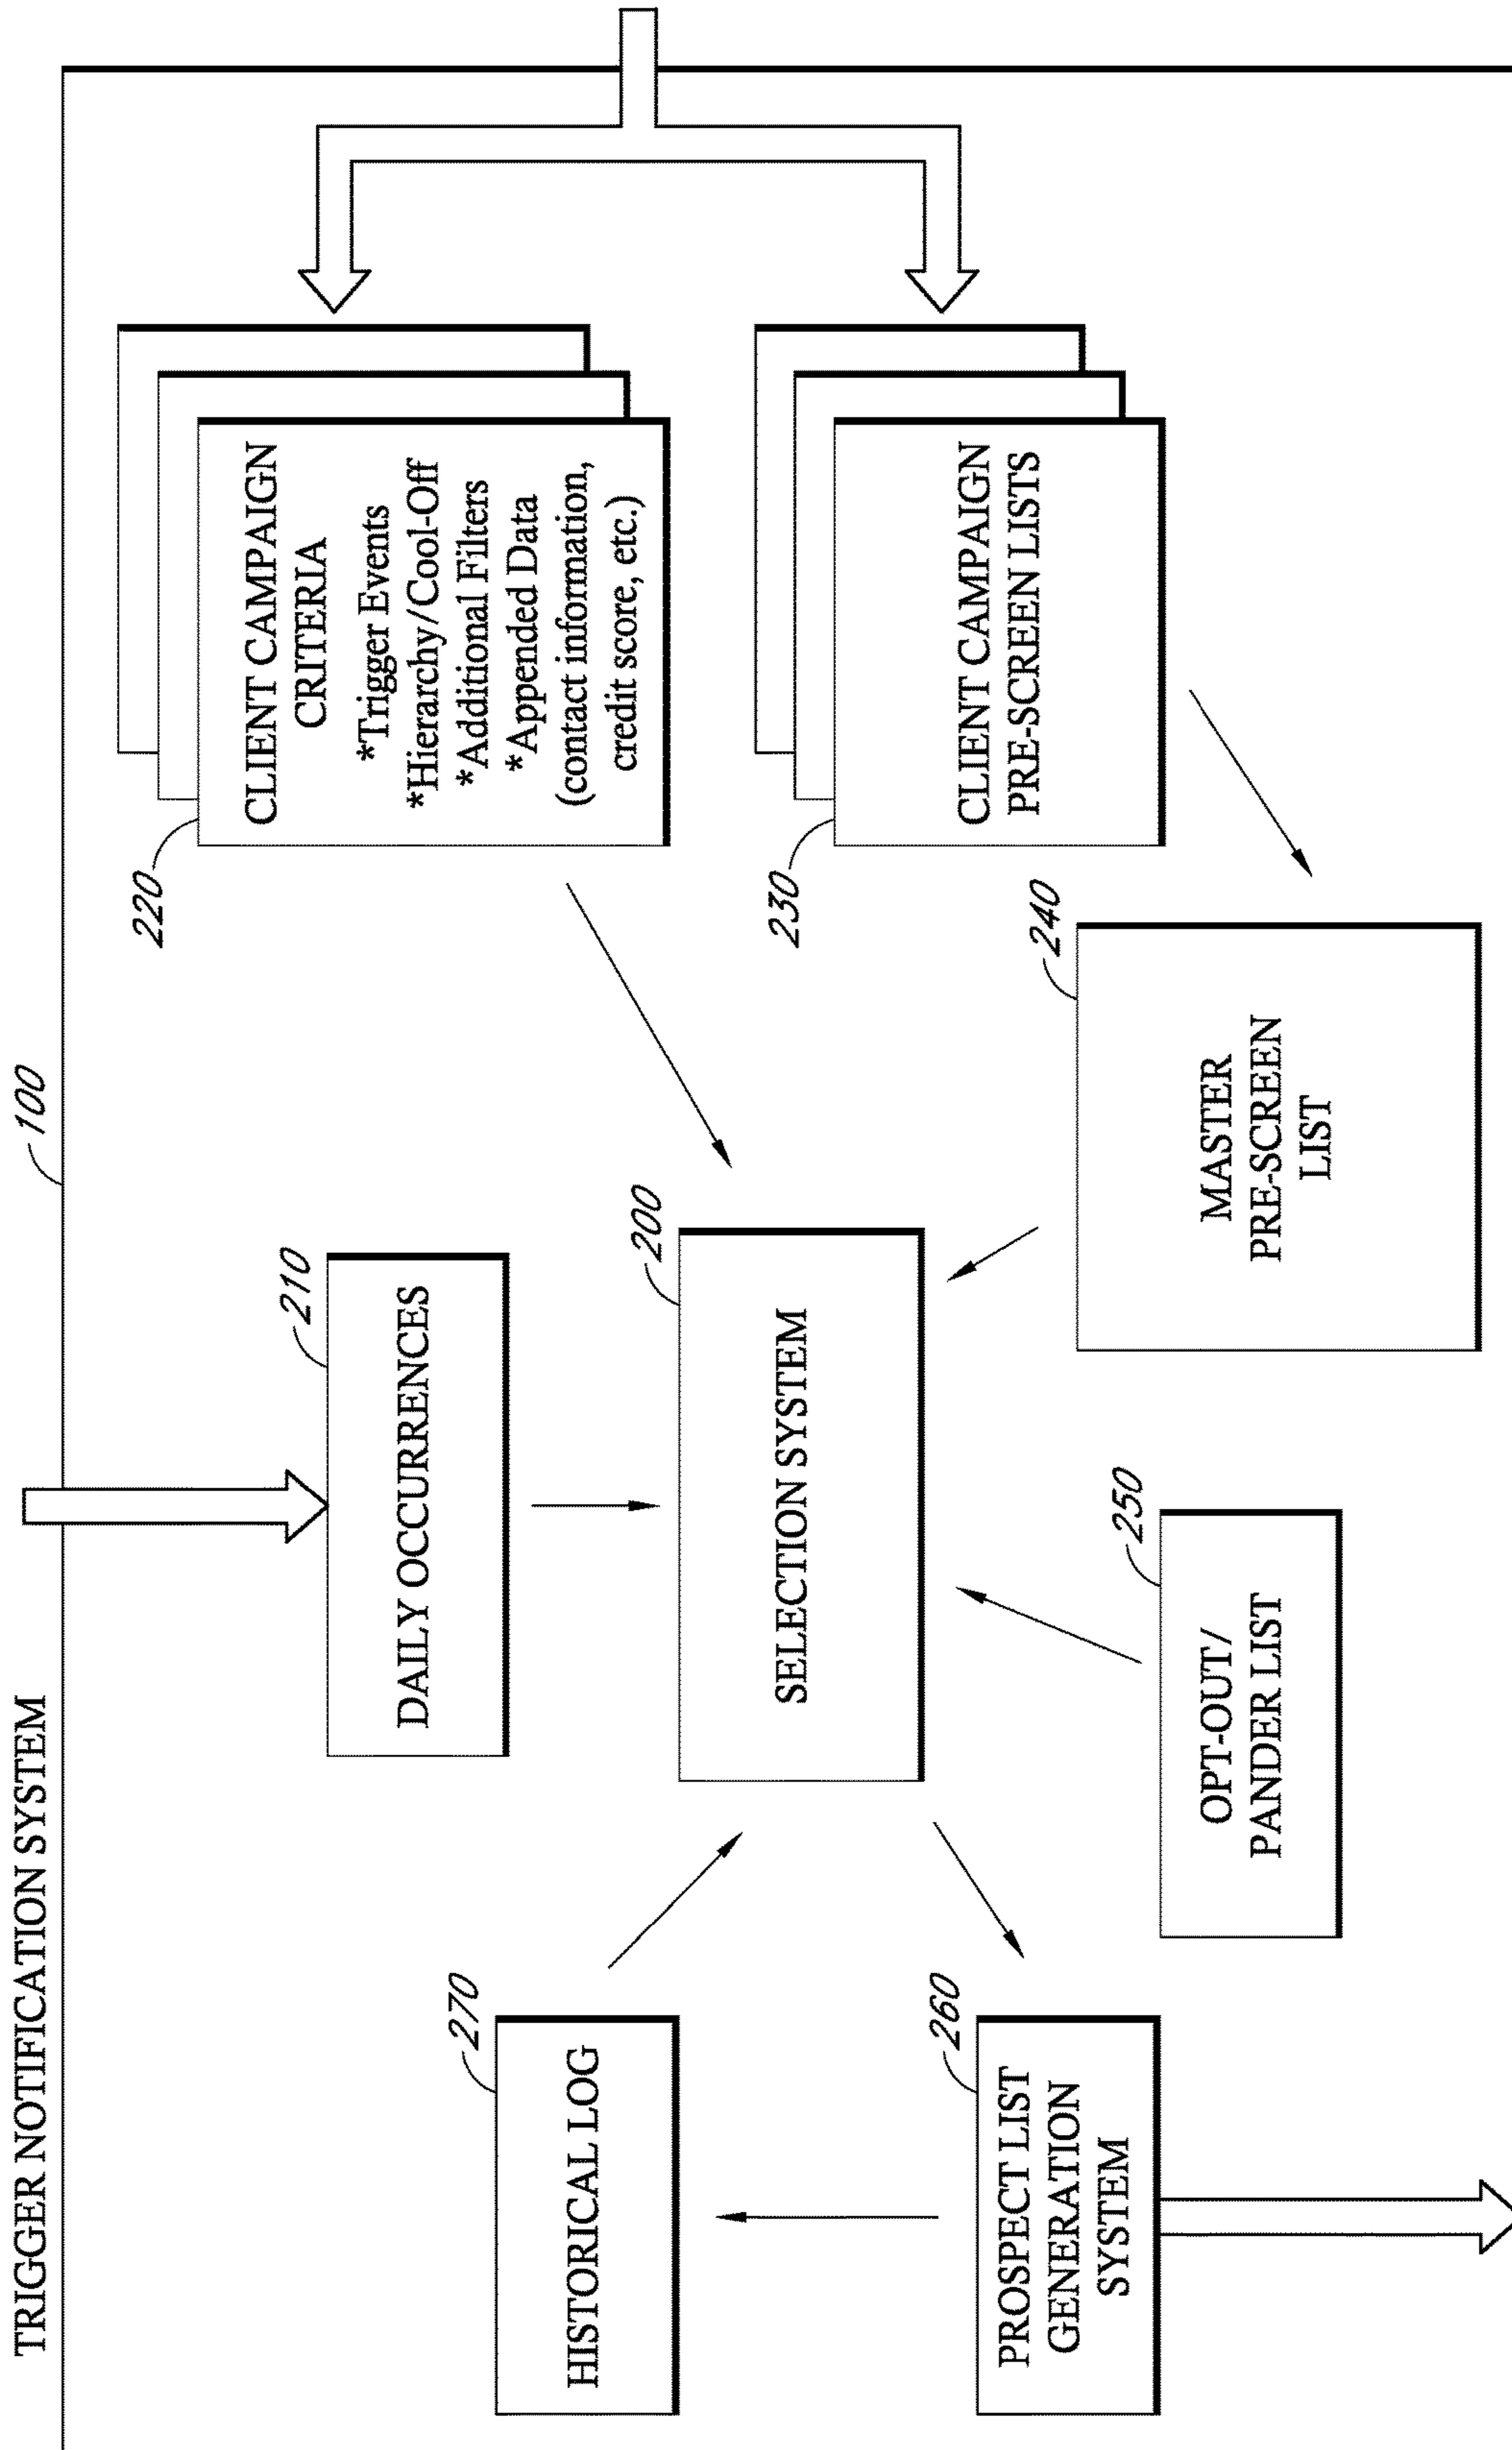 TRIGGER NOTIFICATION SYSTEM
100
210
DAILY OCCURRENCES
220
CLIENT CAMPAIGN
CRITERIA
*Trigger Events
*Hierarchy/Cool-Off
*Additional Filters
*Appended Data
(contact information,
credit score, etc.)
270
HISTORICAL LOG
200
SELECTION SYSTEM
230
CLIENT CAMPAIGN
PRE-SCREEN LISTS
260
PROSPECT LIST
GENERATION
SYSTEM
250
OPT-OUT/
PANDER LIST
240
MASTER
PRE-SCREEN
LIST